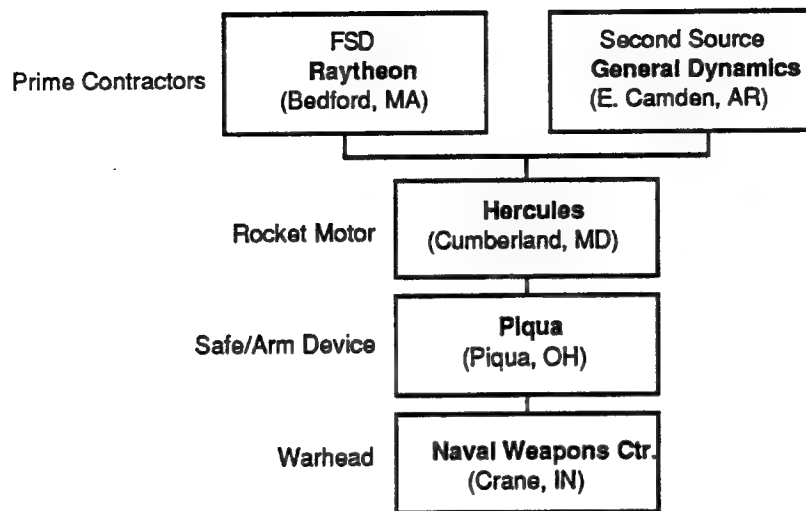 Prime Contractors
FSD
Raytheon
(Bedford, MA)
Second Source
General Dynamics
(E. Camden, AR)
Rocket Motor
Hercules
(Cumberland, MD)
Safe/Arm Device
Piqua
(Piqua, OH)
Warhead
Naval Weapons Ctr.
(Crane, IN)